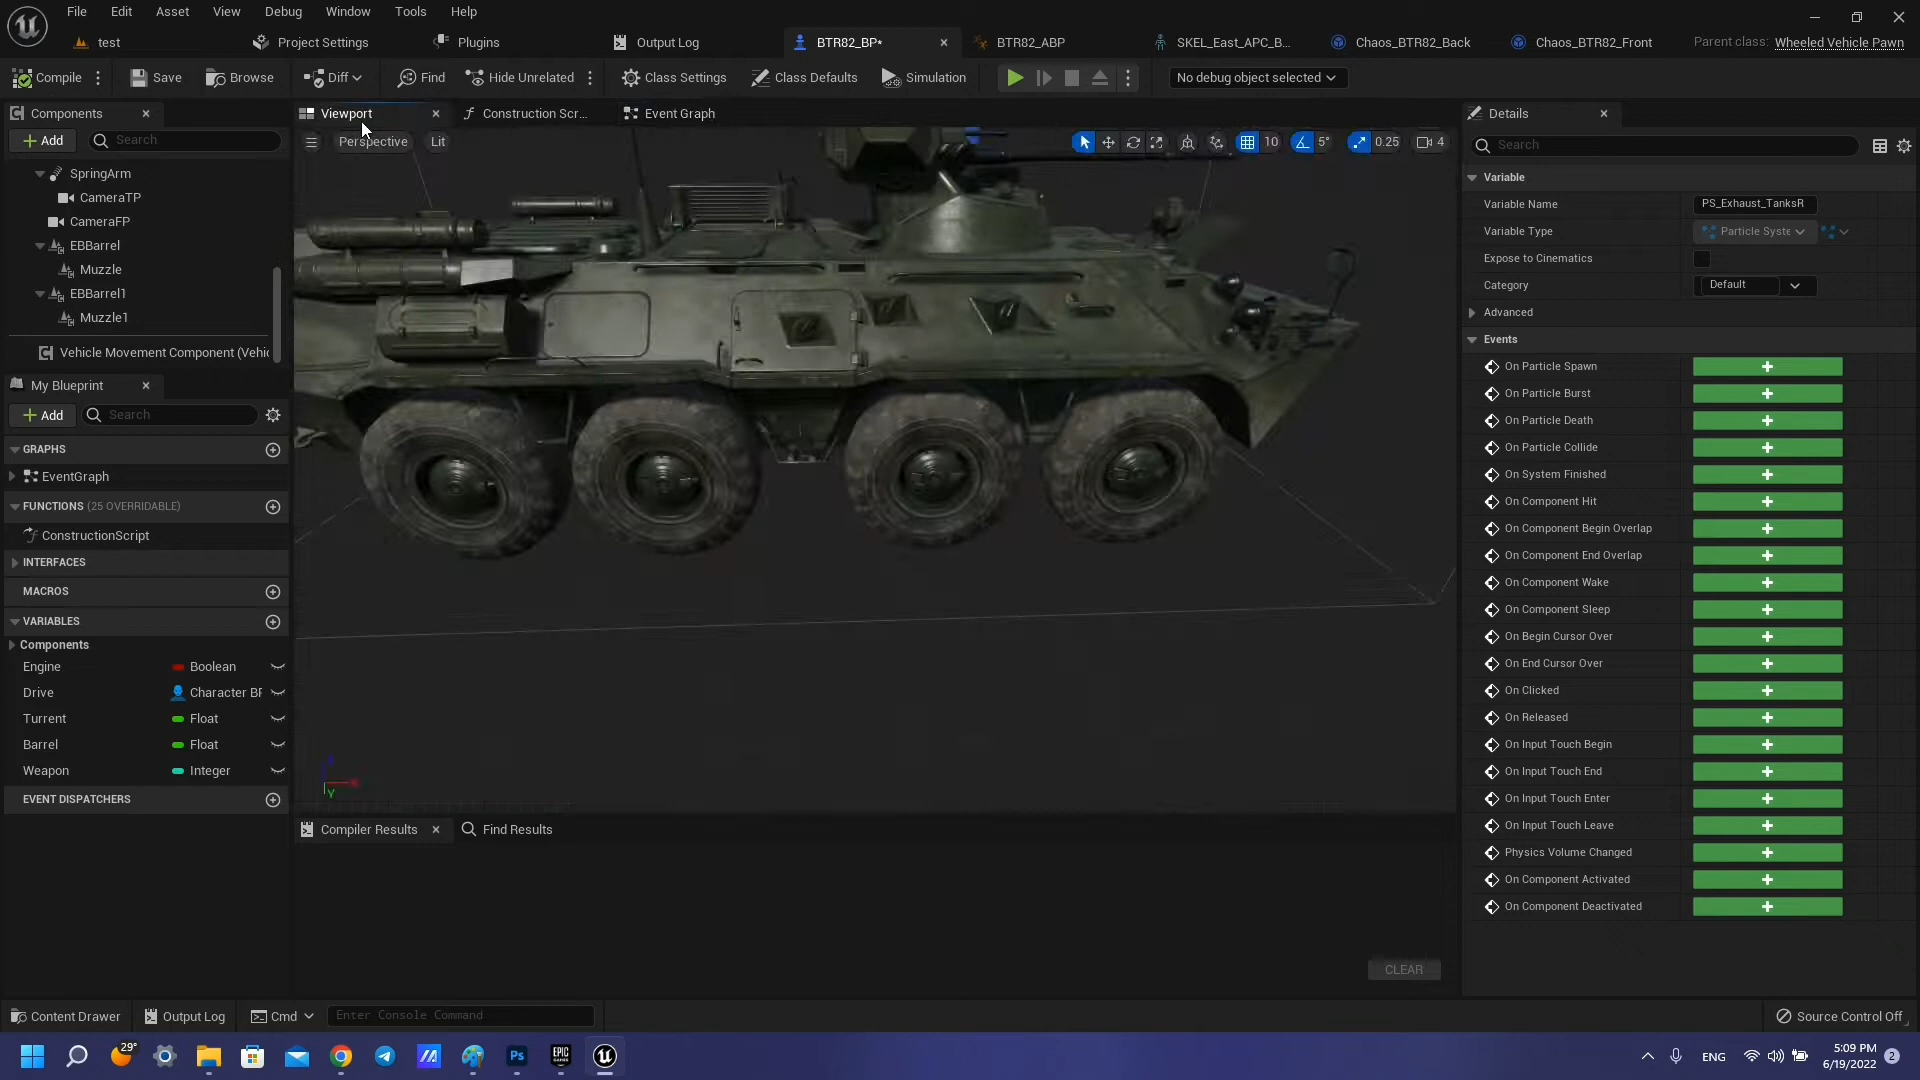 File Edit Asset View Debug Window Tools Help
test Project Settings Plugins Output Log BTR82_BP* BTR82_ABP SKEL_East_APC_B... Chaos_BTR82_Back Chaos_BTR82_Front Parent class: Wheeled Vehicle Pawn
Compile Save Browse Diff Find Hide Unrelated Class Settings Class Defaults Simulation No debug object selected
Components
Add Search
SpringArm
CameraTP
CameraFP
EBBarrel
Muzzle
EBBarrel1
Muzzle1
Vehicle Movement Component (Vehic
My Blueprint
Add Search
GRAPHS
EventGraph
FUNCTIONS (25 OVERRIDABLE)
ConstructionScript
INTERFACES
MACROS
VARIABLES
Components
Engine Boolean
Drive Character BF
Turrent Float
Barrel Float
Weapon Integer
EVENT DISPATCHERS
Viewport Construction Scr... Event Graph
Perspective Lit 10 5° 0.25 4
Y
Compiler Results Find Results
CLEAR
Details
Search
Variable
Variable Name PS_Exhaust_TanksR
Variable Type Particle Syste
Expose to Cinematics
Category Default
Advanced
Events
On Particle Spawn
On Particle Burst
On Particle Death
On Particle Collide
On System Finished
On Component Hit
On Component Begin Overlap
On Component End Overlap
On Component Wake
On Component Sleep
On Begin Cursor Over
On End Cursor Over
On Clicked
On Released
On Input Touch Begin
On Input Touch End
On Input Touch Enter
On Input Touch Leave
Physics Volume Changed
On Component Activated
On Component Deactivated
Content Drawer Output Log Cmd Enter Console Command Source Control Off
29° Ps EPIC GAMES ENG 5:09 PM
6/19/2022 2